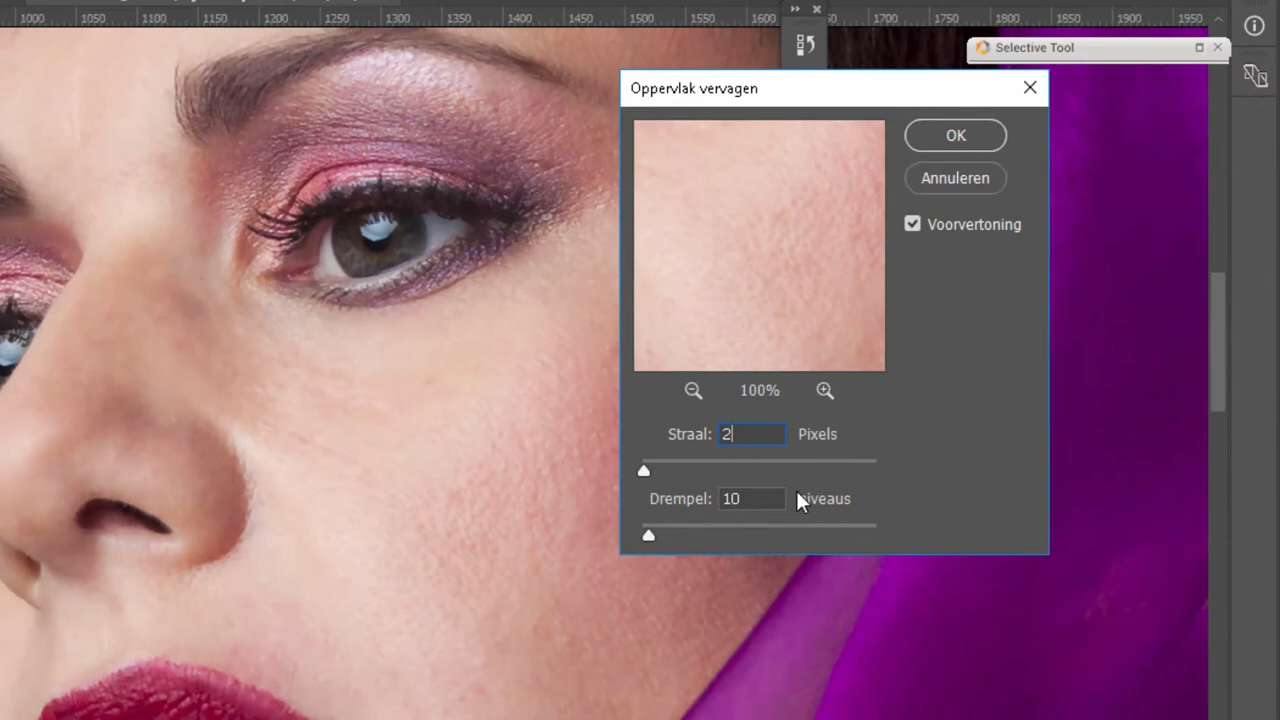 1000 1050 1100 1150 1200 1250 1300 1350 1400 1450 1500 1550 1600 1700 1750 1800 1850 1900 1950
Selective Tool
Oppervlak vervagen
OK
Annuleren
Voorvertoning
100%
Straal: 2 Pixels
Drempel: 10 iveaus